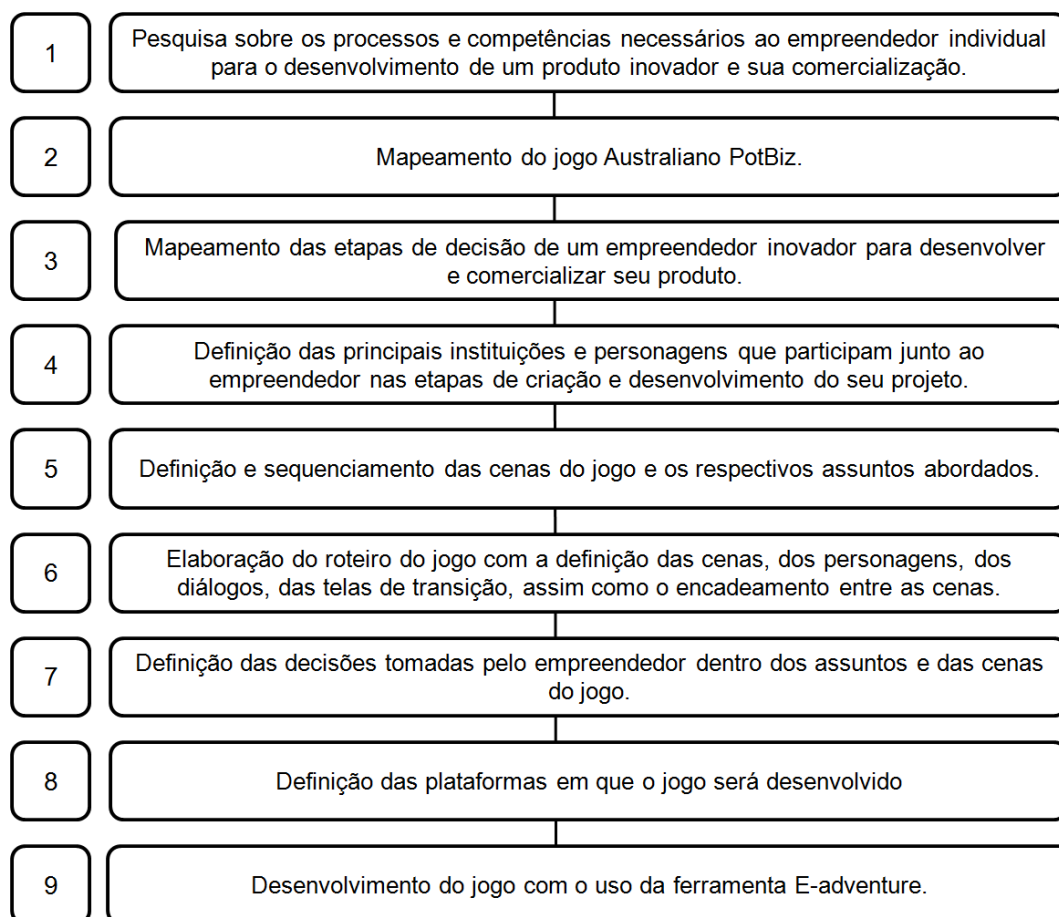 1
Pesquisa sobre os processos e competências necessários ao empreendedor individual
para o desenvolvimento de um produto inovador e sua comercialização.
2
Mapeamento do jogo Australiano PotBiz.
3
Mapeamento das etapas de decisão de um empreendedor inovador para desenvolver
e comercializar seu produto.
4
Definição das principais instituições e personagens que participam junto ao
empreendedor nas etapas de criação e desenvolvimento do seu projeto.
5
Definição e sequenciamento das cenas do jogo e os respectivos assuntos abordados.
6
Elaboração do roteiro do jogo com a definição das cenas, dos personagens, dos
diálogos, das telas de transição, assim como o encadeamento entre as cenas.
7
Definição das decisões tomadas pelo empreendedor dentro dos assuntos e das cenas
do jogo.
8
Definição das plataformas em que o jogo será desenvolvido
9
Desenvolvimento do jogo com o uso da ferramenta E-adventure.